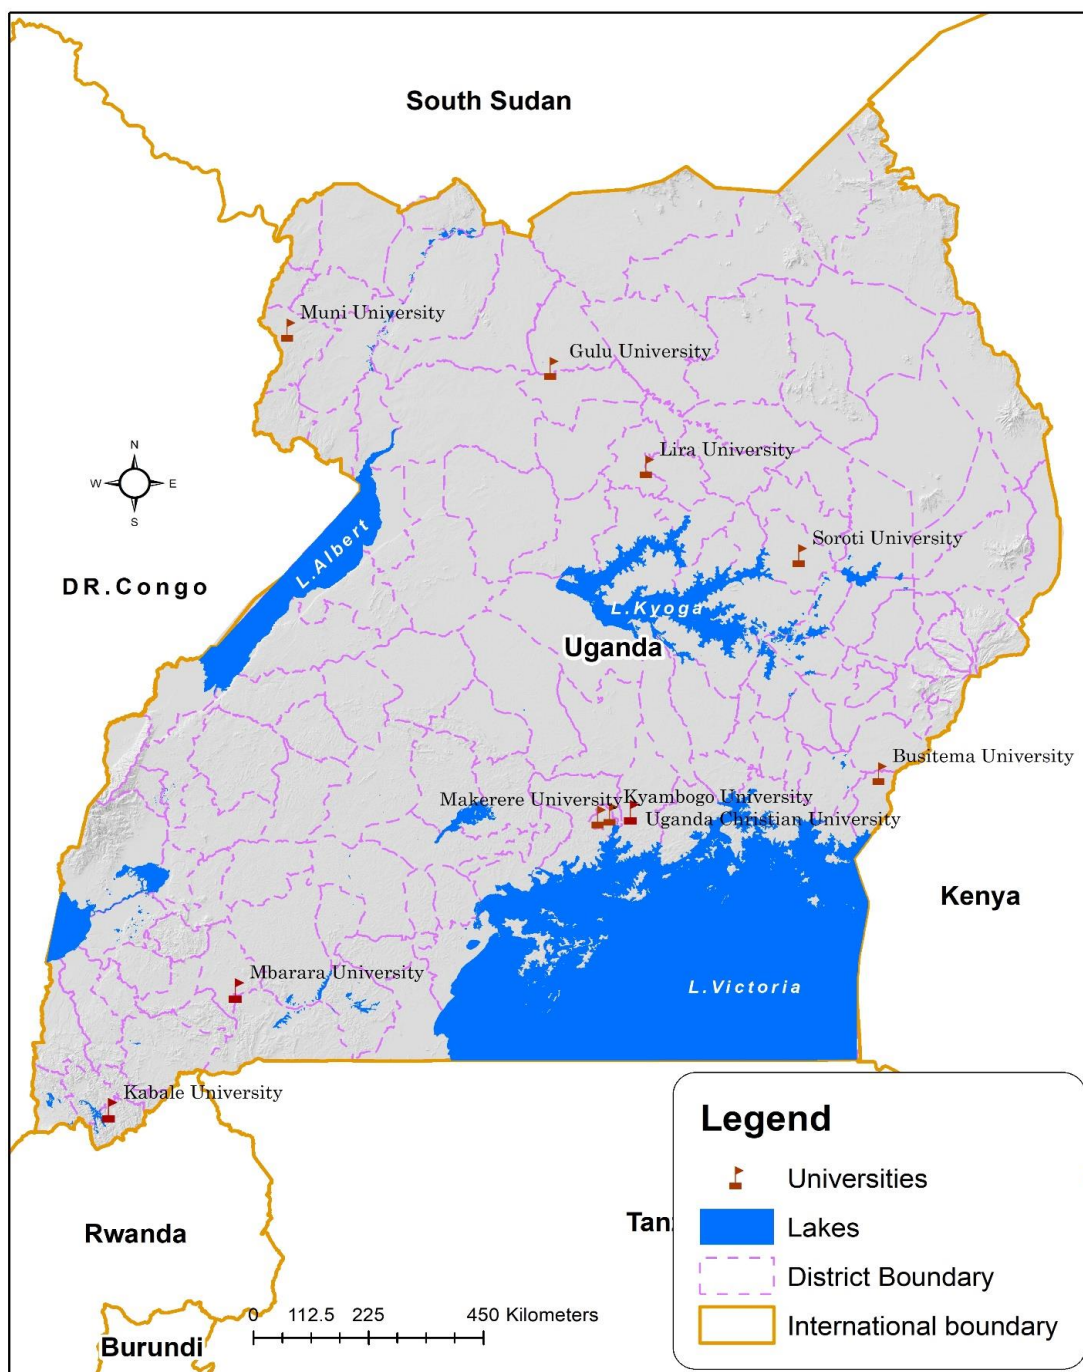 South Sudan
Muni University
Gulu University
Lira University
N
W
E
S
Soroti University
L.Albert
DR.Congo
L.Kyoga
Uganda
Busitema University
Makerere University
Kyambogo University
Uganda Christian University
Kenya
Mbarara University
L.Victoria
Kabale University
Legend
Universities
Lakes
District Boundary
International boundary
Rwanda
Tan
0 112.5 225 450 Kilometers
Burundi